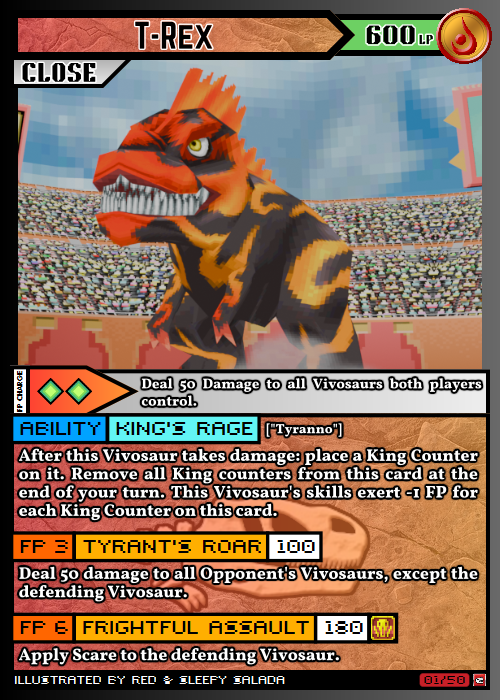 T-Rex
600 LP
CLOSE
FP CHARGE
Deal 50 Damage to all Vivosaurs both players
control.
ABILITY KING'S RAGE ["Tyranno"]
After this Vivosaur takes damage: place a King Counter
on it. Remove all King counters from this card at the
end of your turn. This Vivosaur's skills exert -1 FP for
each King Counter on this card.
FP 3 TYRANT'S ROAR 100
Deal 50 damage to all Opponent's Vivosaurs, except the
defending Vivosaur.
FP 6 FRIGHTFUL ASSAULT 180
Apply Scare to the defending Vivosaur.
ILLUSTRATED BY RED & SLEEPY SALADA
01/50